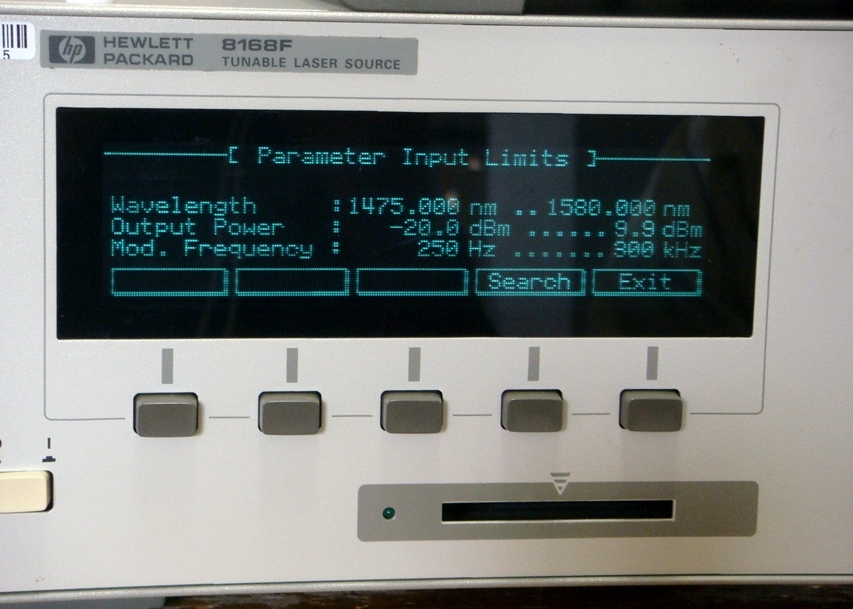 5
hp HEWLETT PACKARD
8168F
TUNABLE LASER SOURCE
[ Parameter Input Limits ]
Wavelength : 1475.000 nm .. 1580.000 nm
Output Power : -20.0 dBm ...... 9.9 dBm
Mod. Frequency : 250 Hz ....... 300 kHz
Search Exit